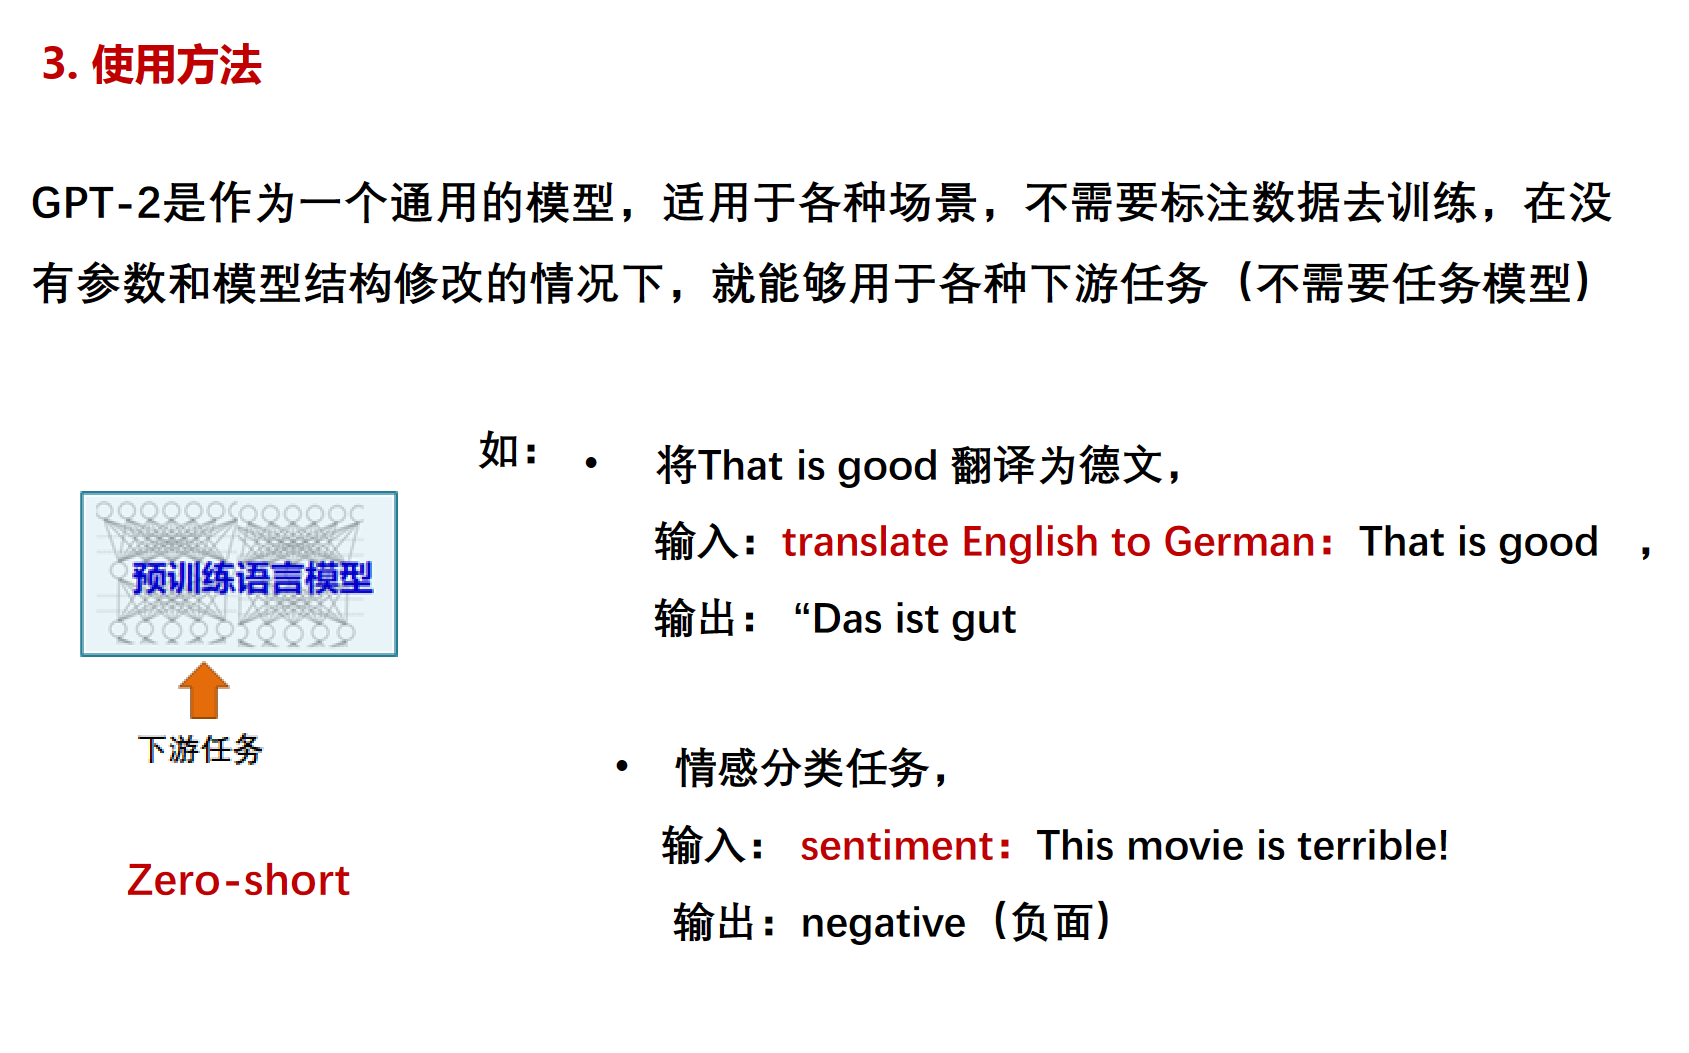 3. 使用方法
GPT-2是作为一个通用的模型，适用于各种场景，不需要标注数据去训练，在没
有参数和模型结构修改的情况下，就能够用于各种下游任务（不需要任务模型）
如：
• 将That is good 翻译为德文，
输入：translate English to German：That is good ，
输出： “Das ist gut
预训练语言模型
下游任务
Zero-short
• 情感分类任务，
输入： sentiment：This movie is terrible!
输出：negative（负面）